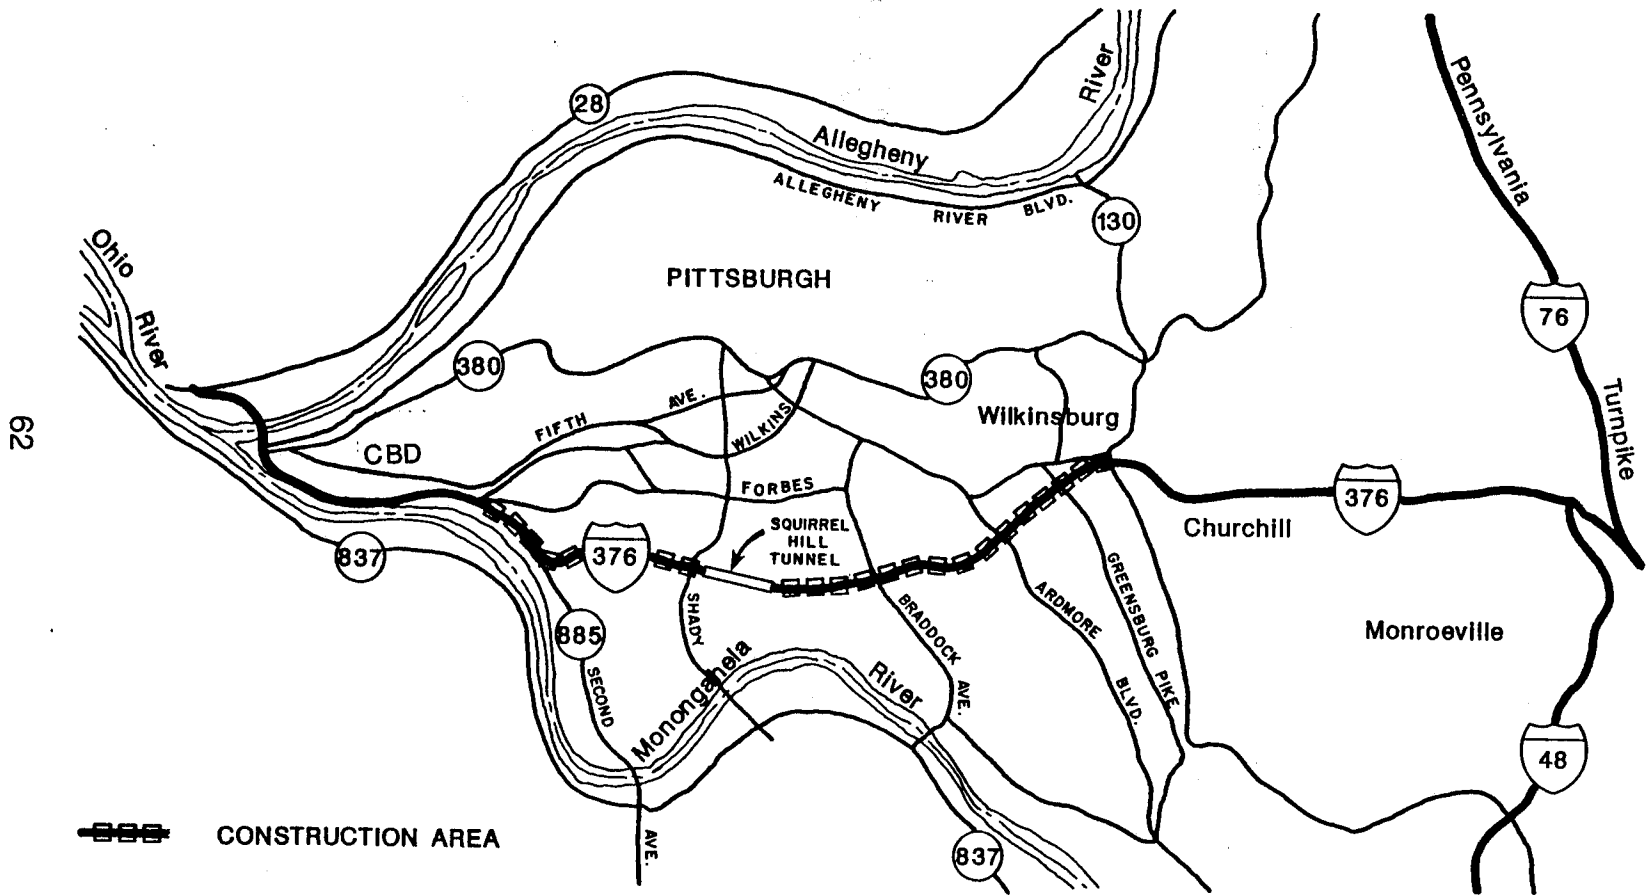 River
28
Pennsylvania
Allegheny
ALLEGHENY RIVER BLVD.
130
Ohio River
PITTSBURGH
76
380
380
Turnpike
AVE.
FIFTH
WILKINS
Wilkinsburg
62
CBD
FORBES
376
SQUIRREL
HILL
TUNNEL
Churchill
837
376
SHADY
BRADDOCK AVE.
ARDMORE BLVD.
GREENSBURG PIKE
885
Monroeville
SECOND AVE.
Monongahela River
48
CONSTRUCTION AREA
837